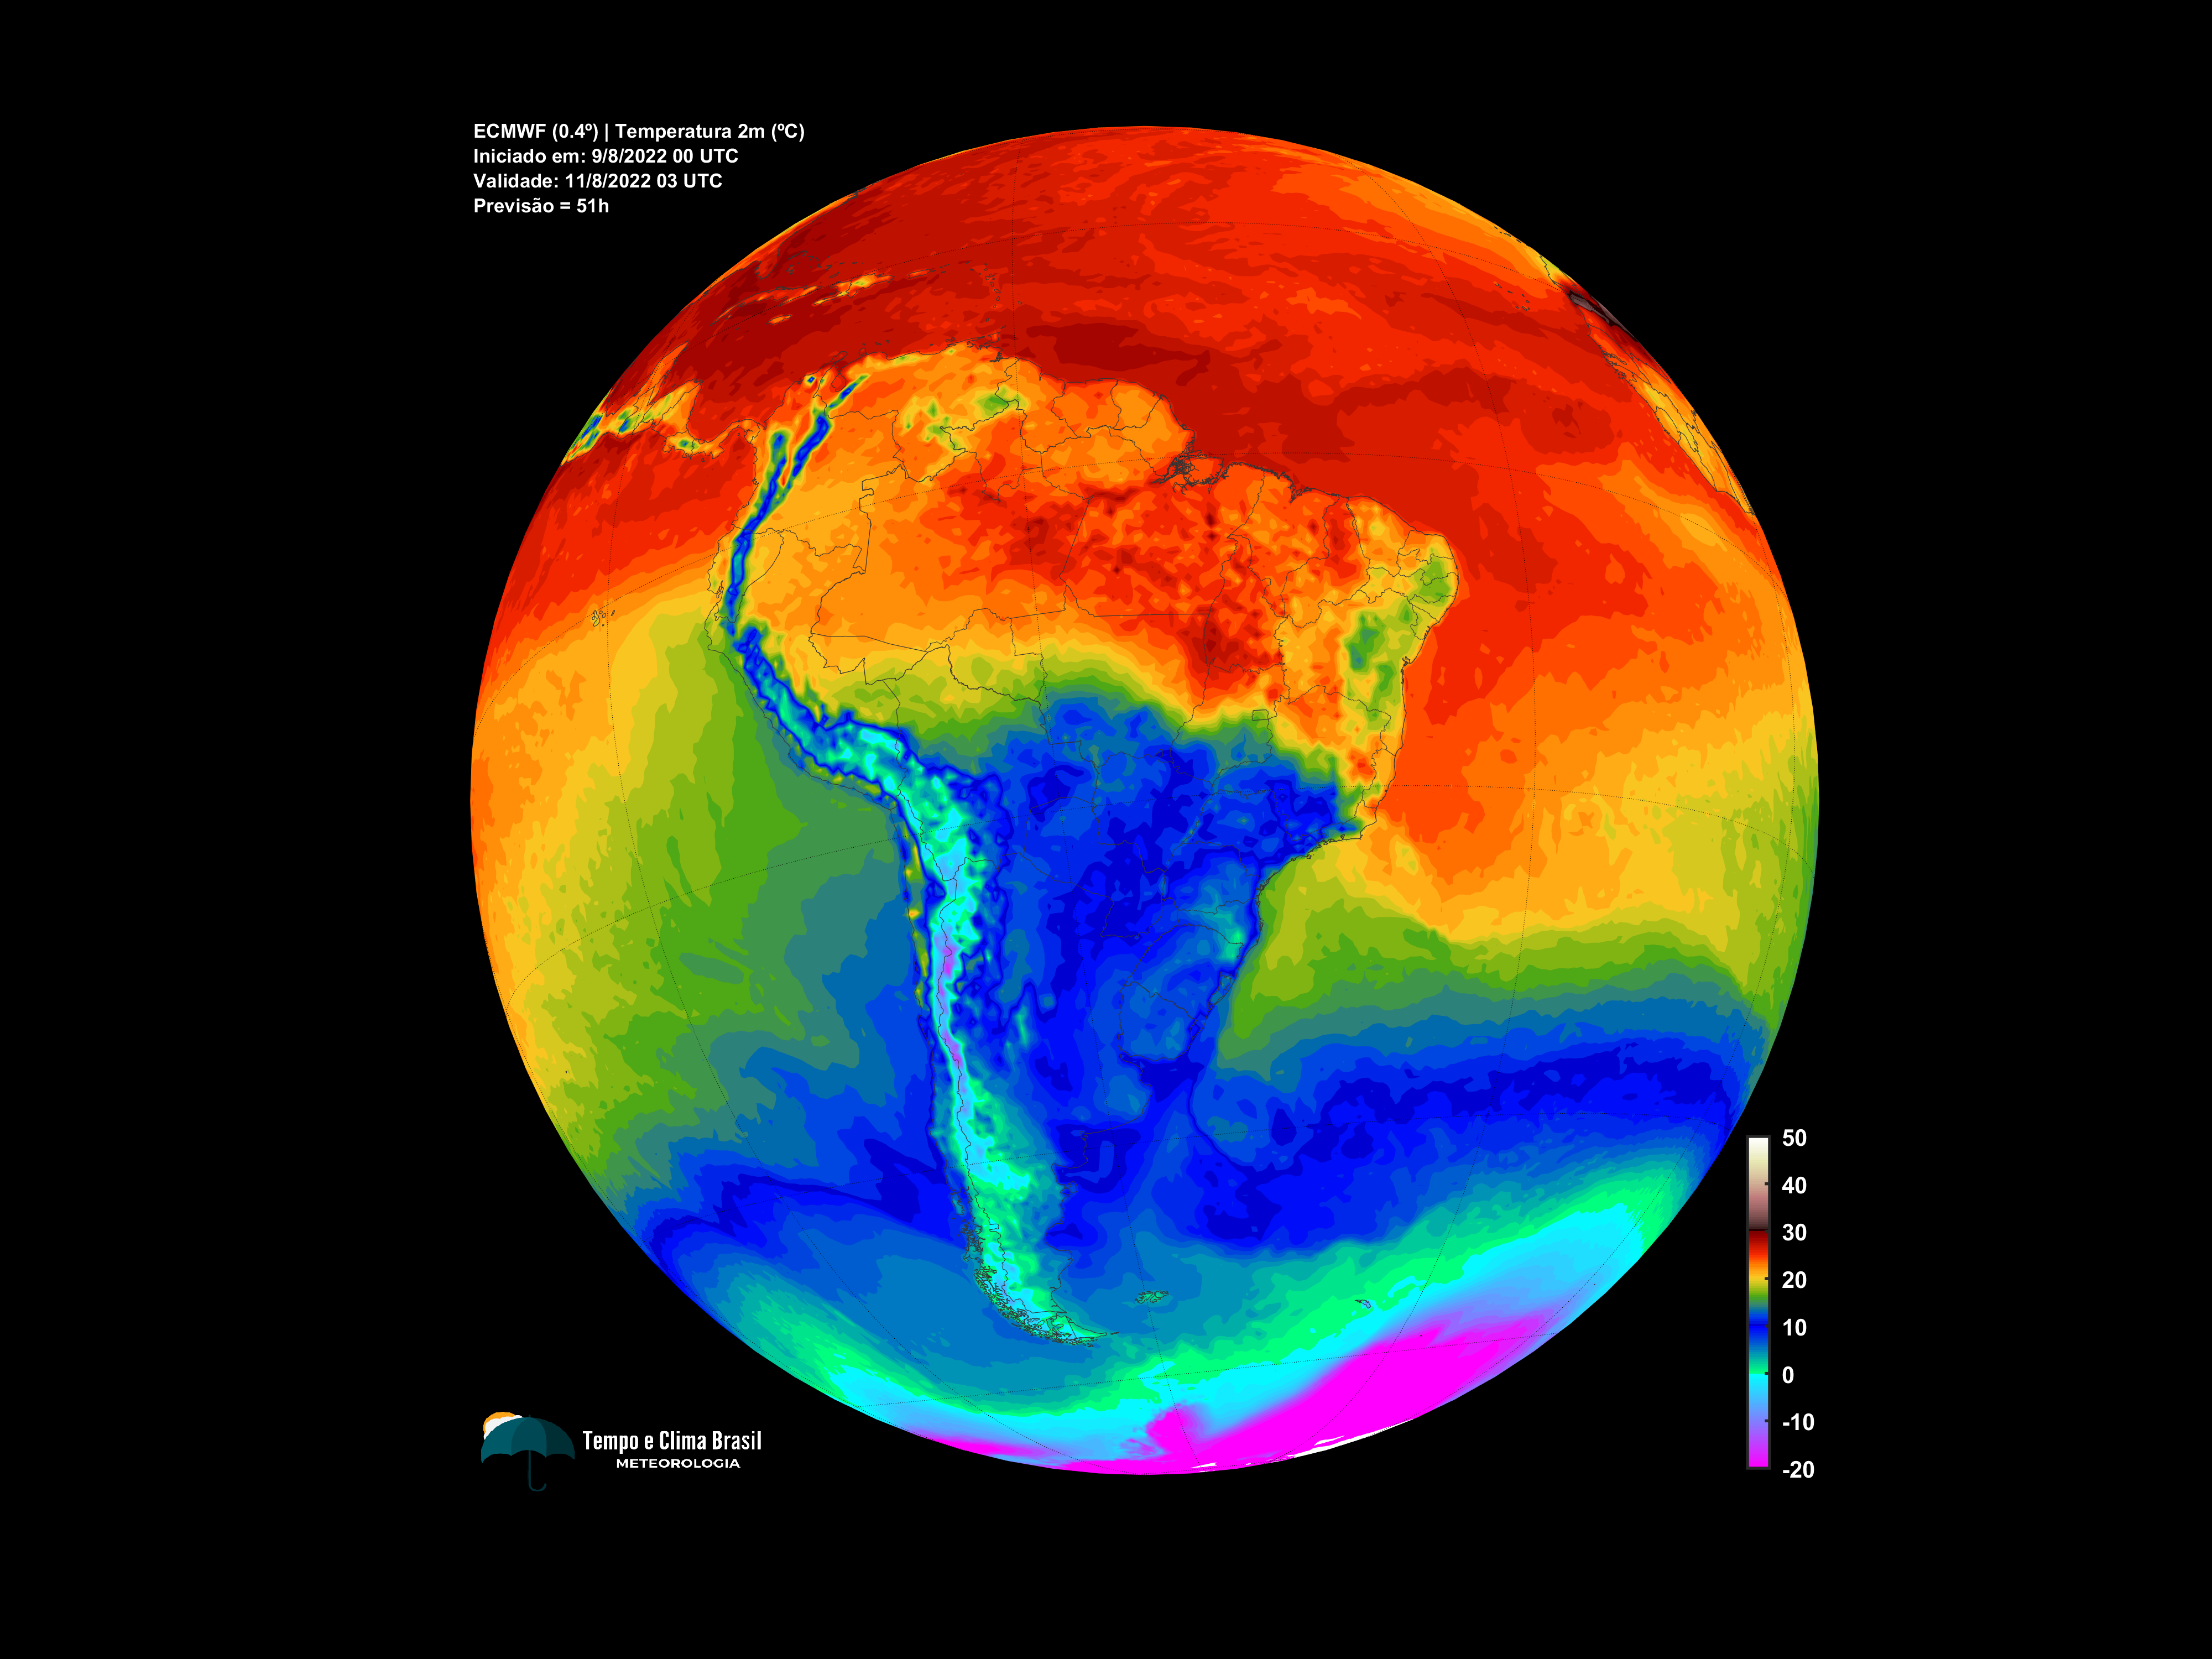 ECMWF (0.4º) | Temperatura 2m (ºC)
Iniciado em: 9/8/2022 00 UTC
Validade: 11/8/2022 03 UTC
Previsão = 51h
50
40
30
20
10
0
-10
-20
Tempo e Clima Brasil
METEOROLOGIA